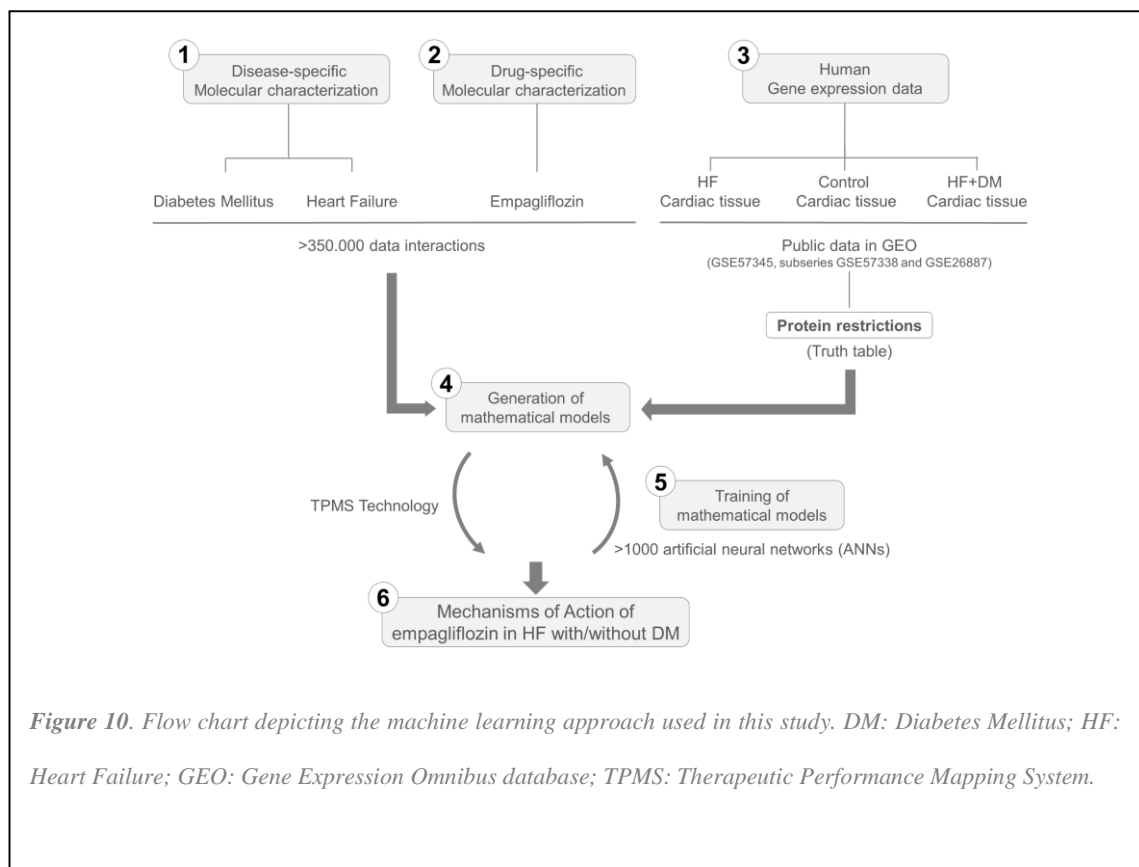 1
Disease-specific
Molecular characterization
2
Drug-specific
Molecular characterization
3
Human
Gene expression data
Diabetes Mellitus
Heart Failure
Empagliflozin
HF
Cardiac tissue
Control
Cardiac tissue
HF+DM
Cardiac tissue
>350.000 data interactions
Public data in GEO
(GSE57345, subseries GSE57338 and GSE26887)
Protein restrictions
(Truth table)
4
Generation of
mathematical models
TPMS Technology
5
Training of
mathematical models
>1000 artificial neural networks (ANNs)
6
Mechanisms of Action of
empagliflozin in HF with/without DM
Figure 10. Flow chart depicting the machine learning approach used in this study. DM: Diabetes Mellitus; HF:
Heart Failure; GEO: Gene Expression Omnibus database; TPMS: Therapeutic Performance Mapping System.